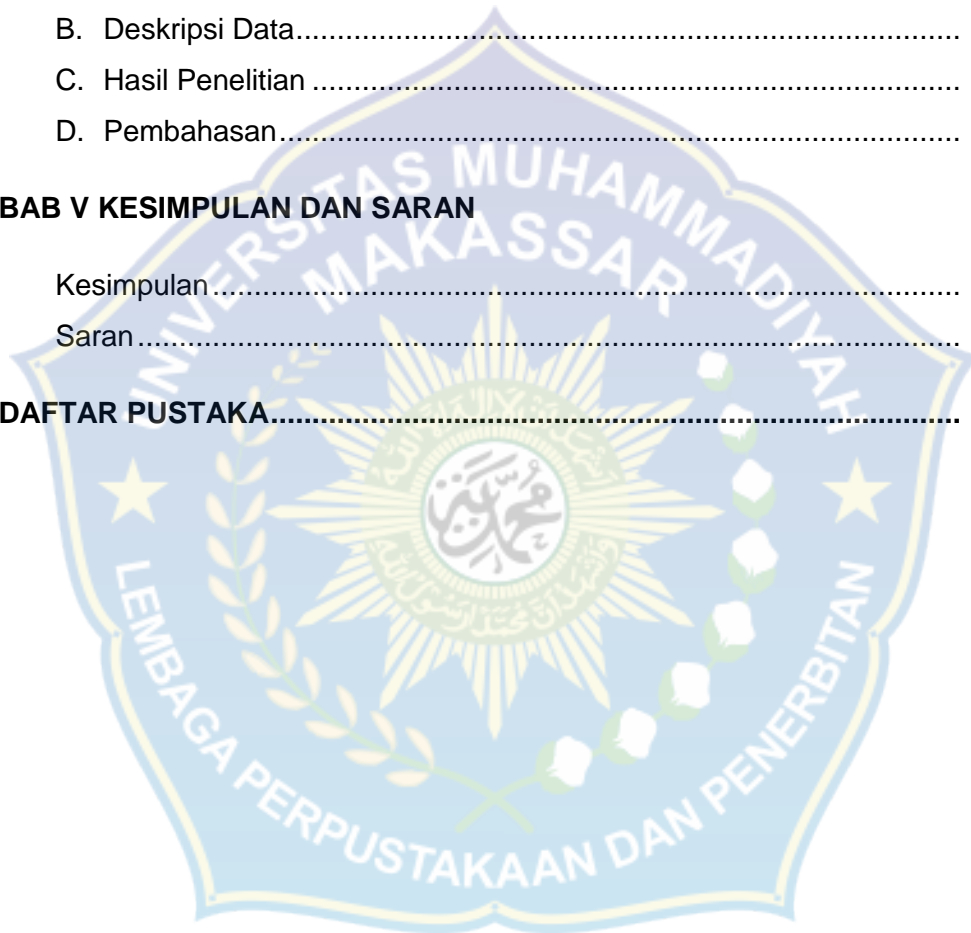 B. Deskripsi Data................................................................................
C. Hasil Penelitian ..............................................................................
D. Pembahasan..................................................................................
BAB V KESIMPULAN DAN SARAN
Kesimpulan..........................................................................................
Saran ...................................................................................................
DAFTAR PUSTAKA...................................................................................
UNIVERSITAS MUHAMMADIYAH
MAKASSAR
LEMBAGA PERPUSTAKAAN DAN PENERBITAN